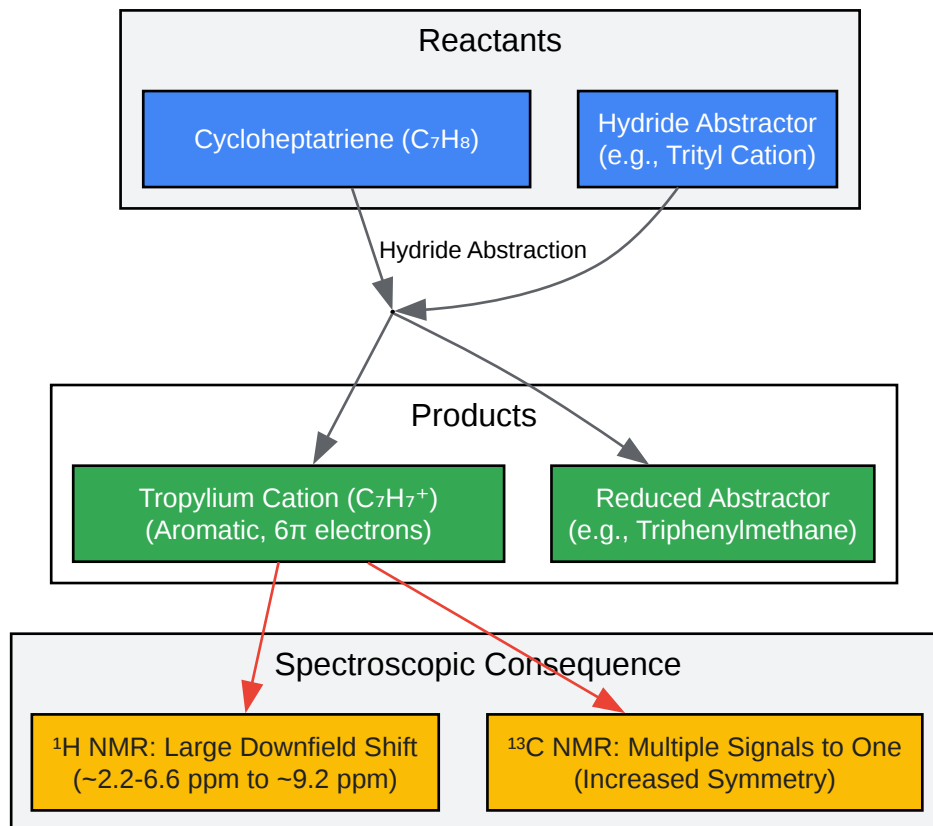 Reactants
Cycloheptatriene (C₇H₈)
Hydride Abstractor
(e.g., Trityl Cation)
Hydride Abstraction
Products
Tropylium Cation (C₇H₇⁺)
(Aromatic, 6π electrons)
Reduced Abstractor
(e.g., Triphenylmethane)
Spectroscopic Consequence
¹H NMR: Large Downfield Shift
(~2.2-6.6 ppm to ~9.2 ppm)
¹³C NMR: Multiple Signals to One
(Increased Symmetry)